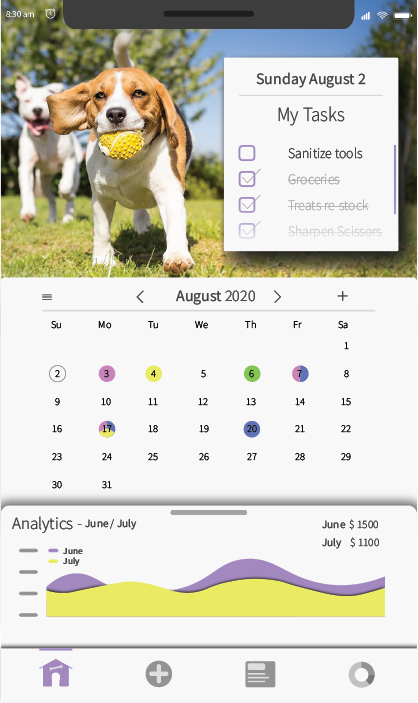 8:30 am
Sunday August 2
My Tasks
Sanitize tools
Groceries
Treats re-stock
Sharpen Scissors
August 2020
Su Mo Tu We Th Fr Sa
1
2 3 4 5 6 7 8
9 10 11 12 13 14 15
16 17 18 19 20 21 22
23 24 25 26 27 28 29
30 31
Analytics - June/ July
June $ 1500
July $ 1100
June
July